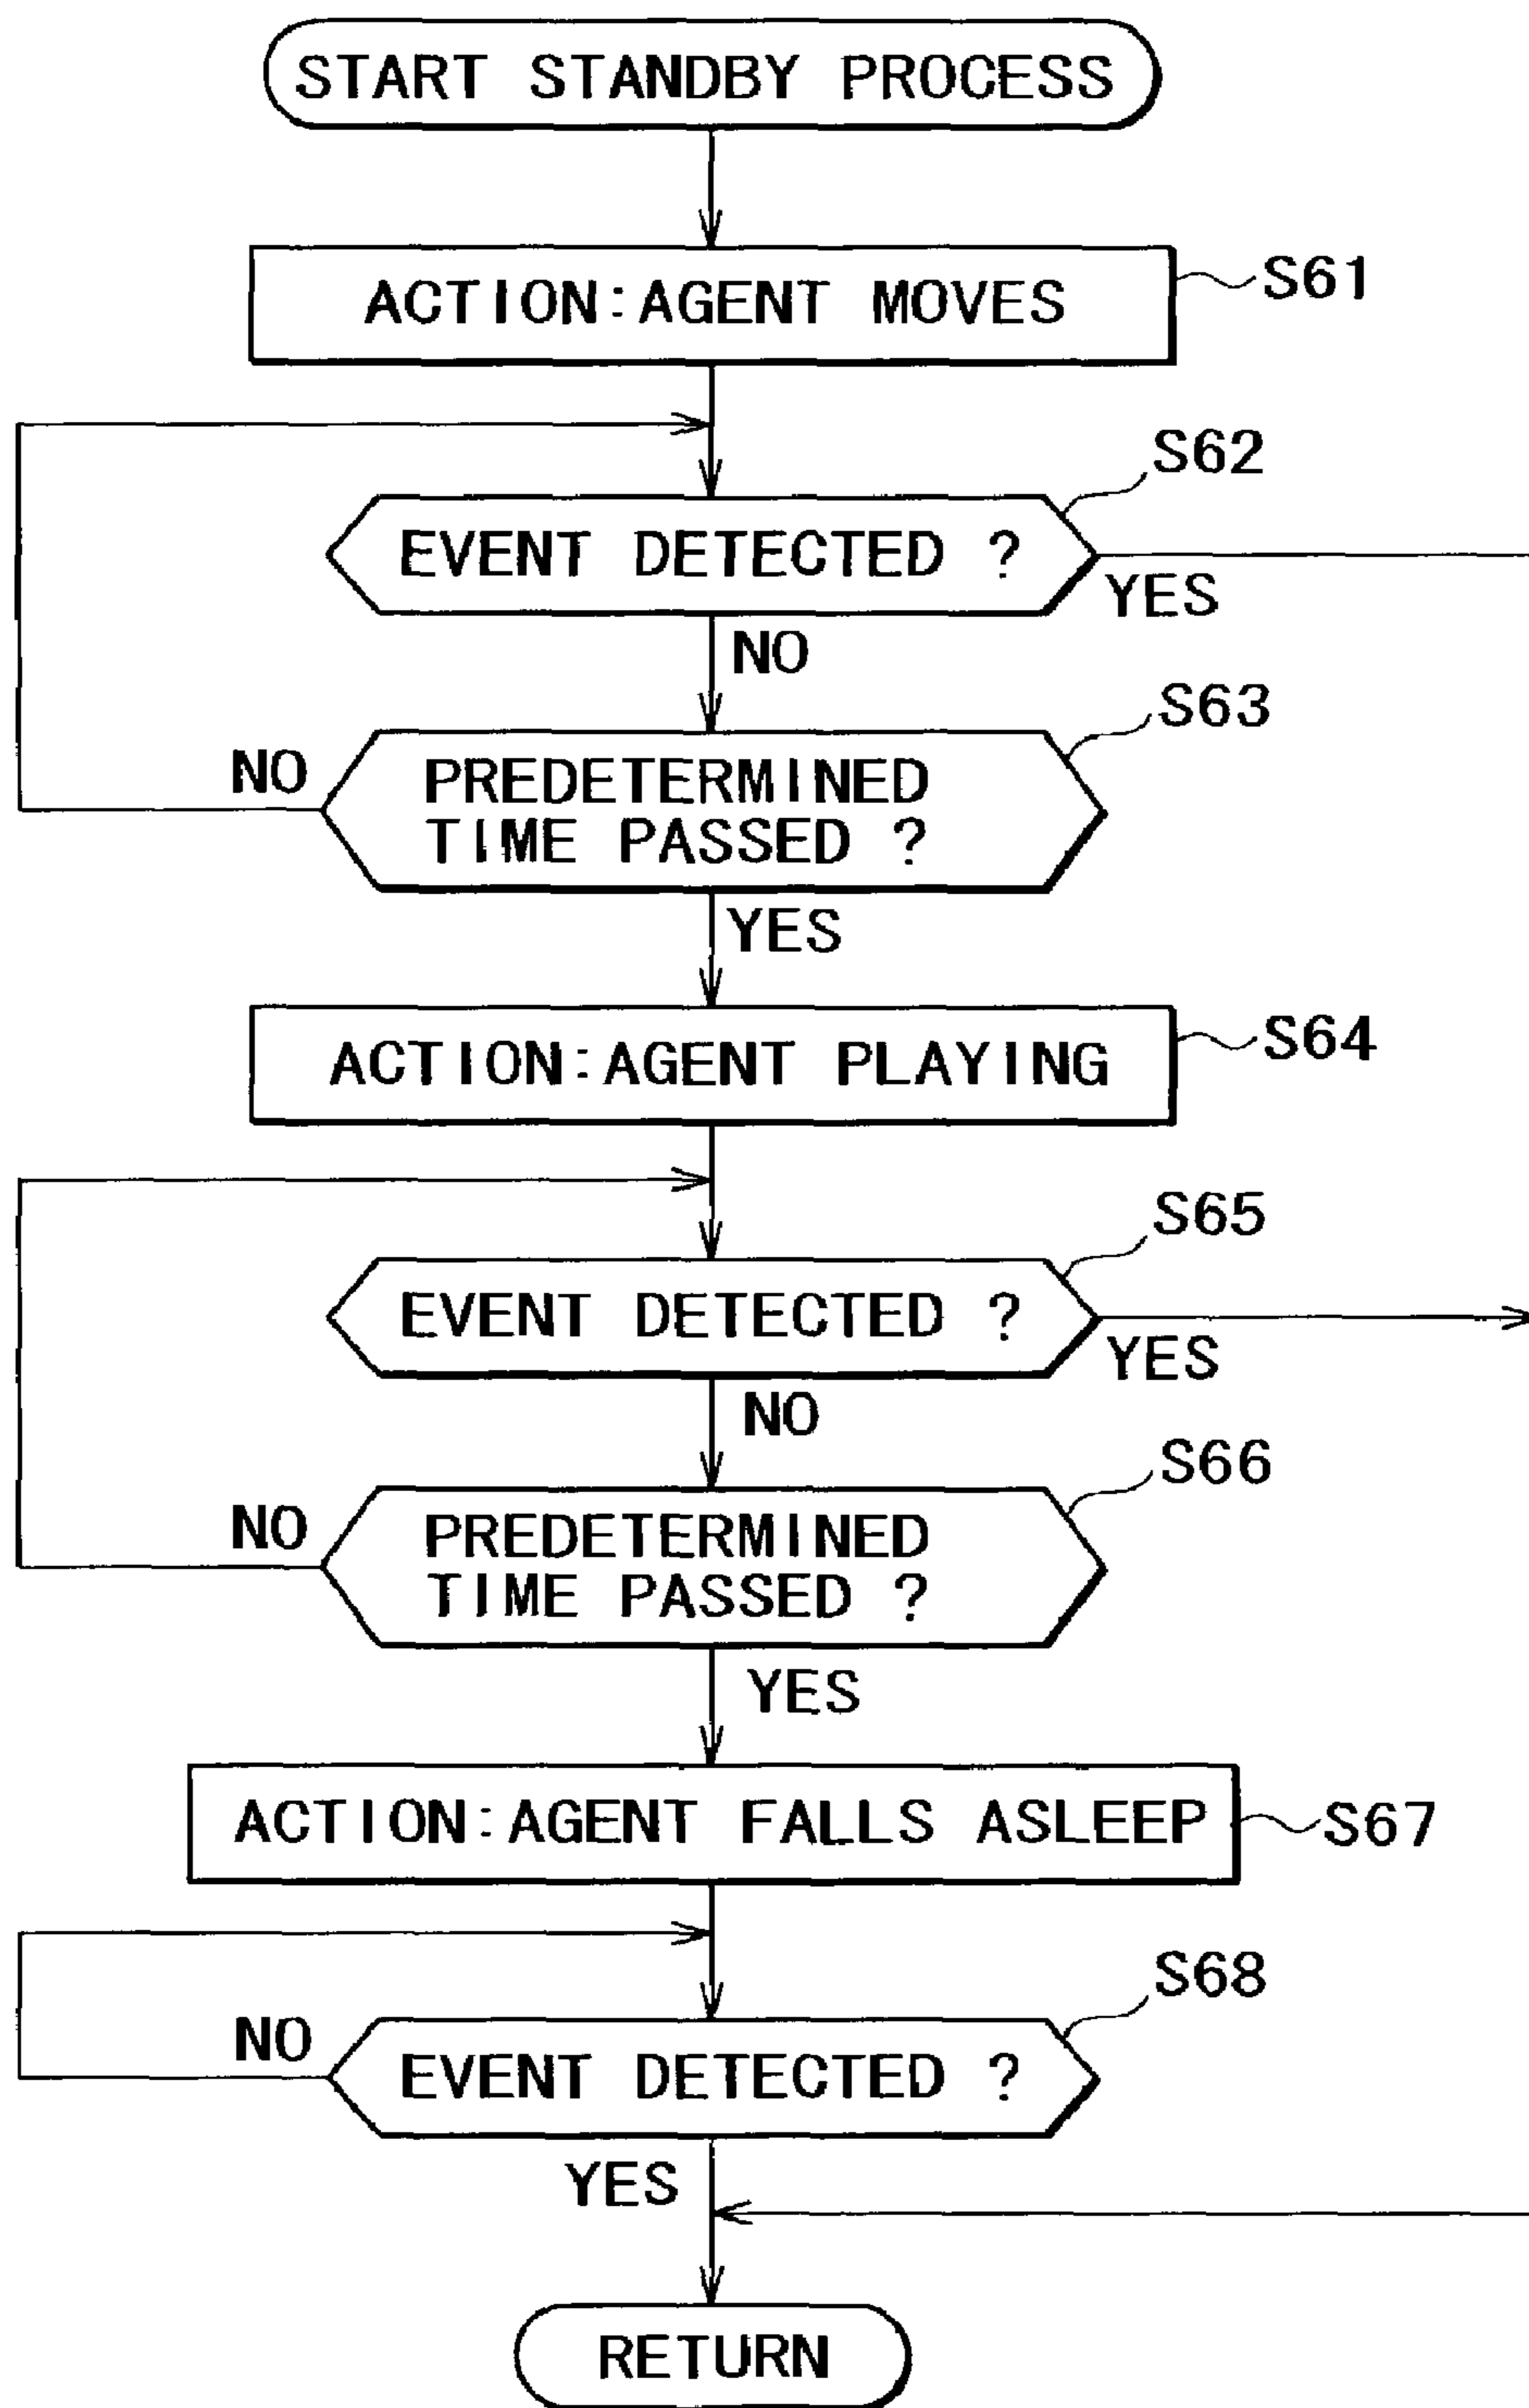 START STANDBY PROCESS
ACTION:AGENT MOVES
S61
S62
EVENT DETECTED ?
YES
NO
S63
NO
PREDETERMINED
TIME PASSED ?
YES
ACTION:AGENT PLAYING
S64
S65
EVENT DETECTED ?
YES
NO
S66
NO
PREDETERMINED
TIME PASSED ?
YES
ACTION:AGENT FALLS ASLEEP
S67
S68
NO
EVENT DETECTED ?
YES
RETURN